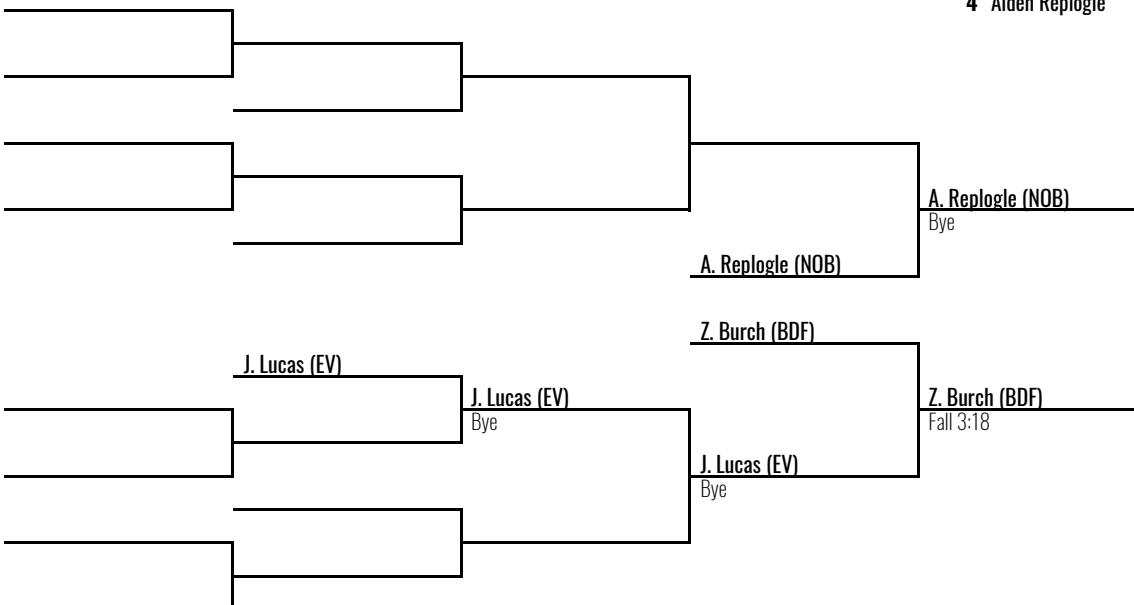 4 Aiden Replogle
A. Replogle (NOB)
Bye
A. Replogle (NOB)
Z. Burch (BDF)
J. Lucas (EV)
J. Lucas (EV)
Bye
Z. Burch (BDF)
Fall 3:18
J. Lucas (EV)
Bye